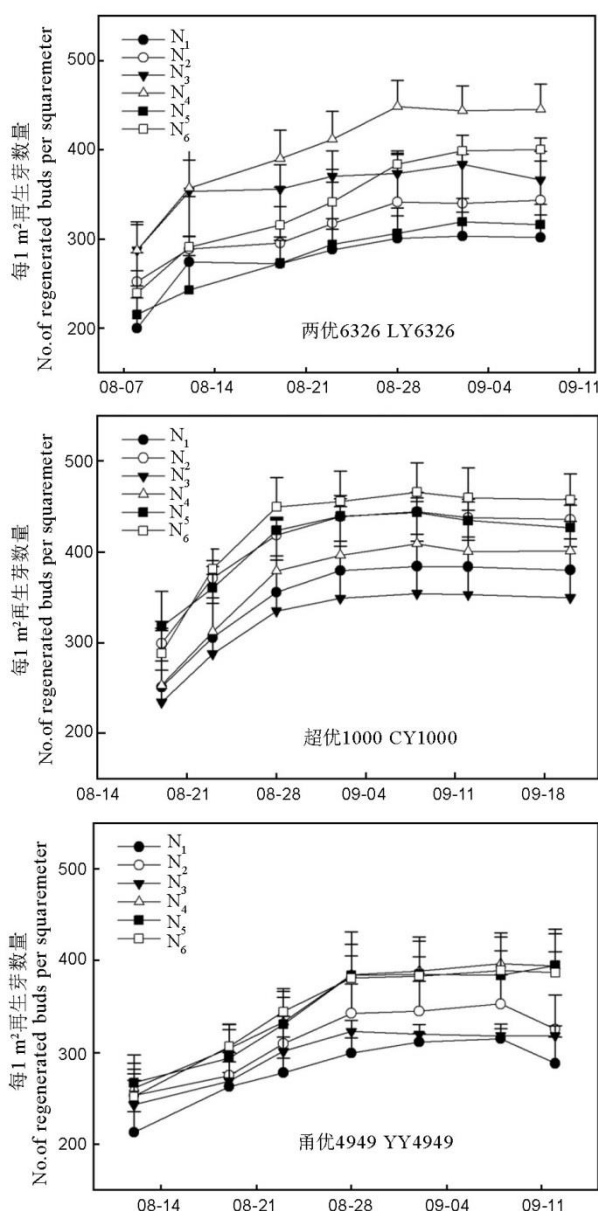 500
400
300
200
N₁
N₂
N₃
N₄
N₅
N₆
每1 m²再生芽数量
No.of regenerated buds per squaremeter
两优6326 LY6326
08-07 08-14 08-21 08-28 09-04 09-11
500
400
300
200
N₁
N₂
N₃
N₄
N₅
N₆
每1 m²再生芽数量
No.of regenerated buds per squaremeter
超优1000 CY1000
08-14 08-21 08-28 09-04 09-11 09-18
500
400
300
200
N₁
N₂
N₃
N₄
N₅
N₆
每1 m²再生芽数量
No.of regenerated buds per squaremeter
甬优4949 YY4949
08-14 08-21 08-28 09-04 09-11